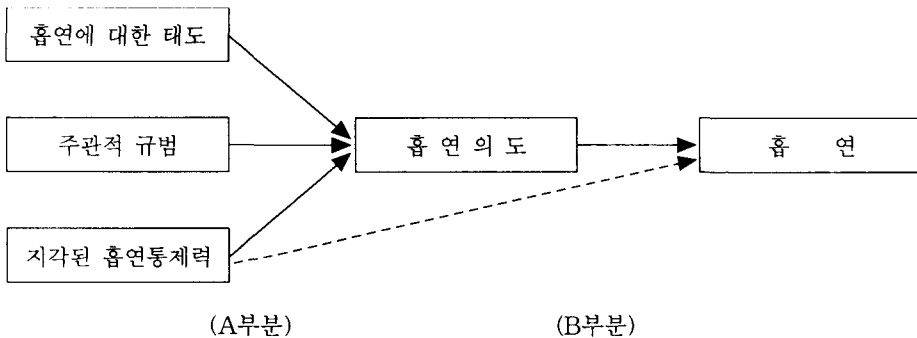 흡연에 대한 태도
주관적 규범
흡 연 의 도
흡 연
지각된 흡연통제력
(A부분)
(B부분)